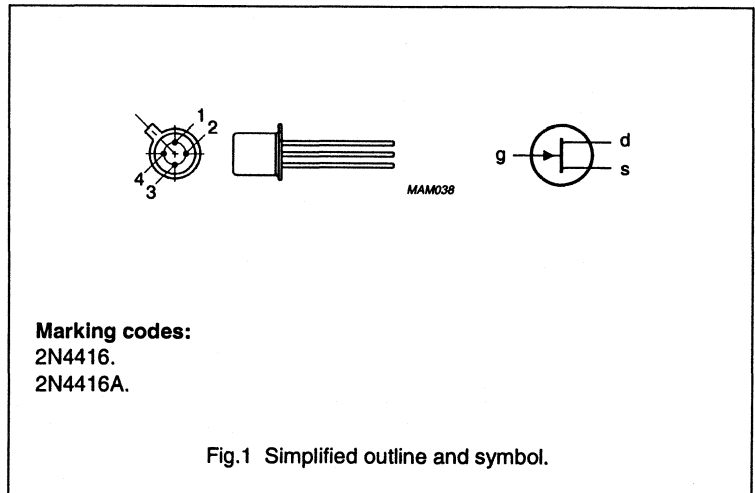 1
2
4
3
MAM038
g
d
s
Marking codes:
2N4416.
2N4416A.
Fig.1 Simplified outline and symbol.